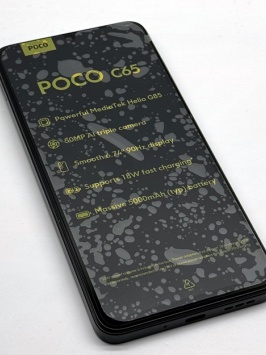 POCO
POCO C65
Powerful MediaTek Helio G85
50MP AI triple camera
Smooth 6.74" 90Hz display
Supports 18W fast charging
Massive 5000mAh (typ) battery